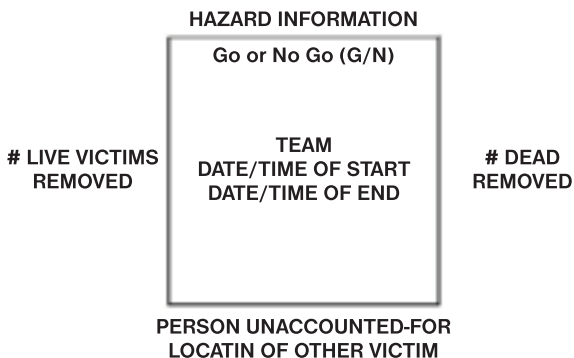 HAZARD INFORMATION
Go or No Go (G/N)
# LIVE VICTIMS
REMOVED
TEAM
DATE/TIME OF START
DATE/TIME OF END
# DEAD
REMOVED
PERSON UNACCOUNTED-FOR
LOCATIN OF OTHER VICTIM